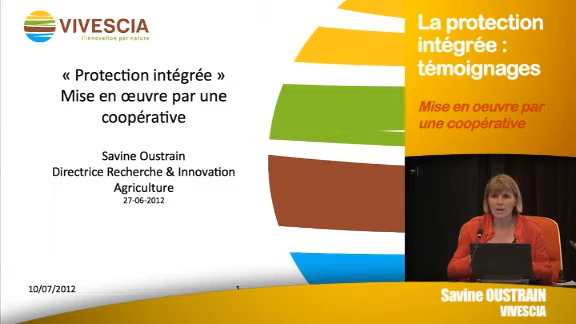 VIVESCIA
l'innovation par nature
« Protection intégrée »
Mise en œuvre par une
coopérative
Savine Oustrain
Directrice Recherche & Innovation
Agriculture
27-06-2012
10/07/2012
1
La protection
intégrée :
témoignages
Mise en oeuvre par
une coopérative
Savine OUSTRAIN
VIVESCIA